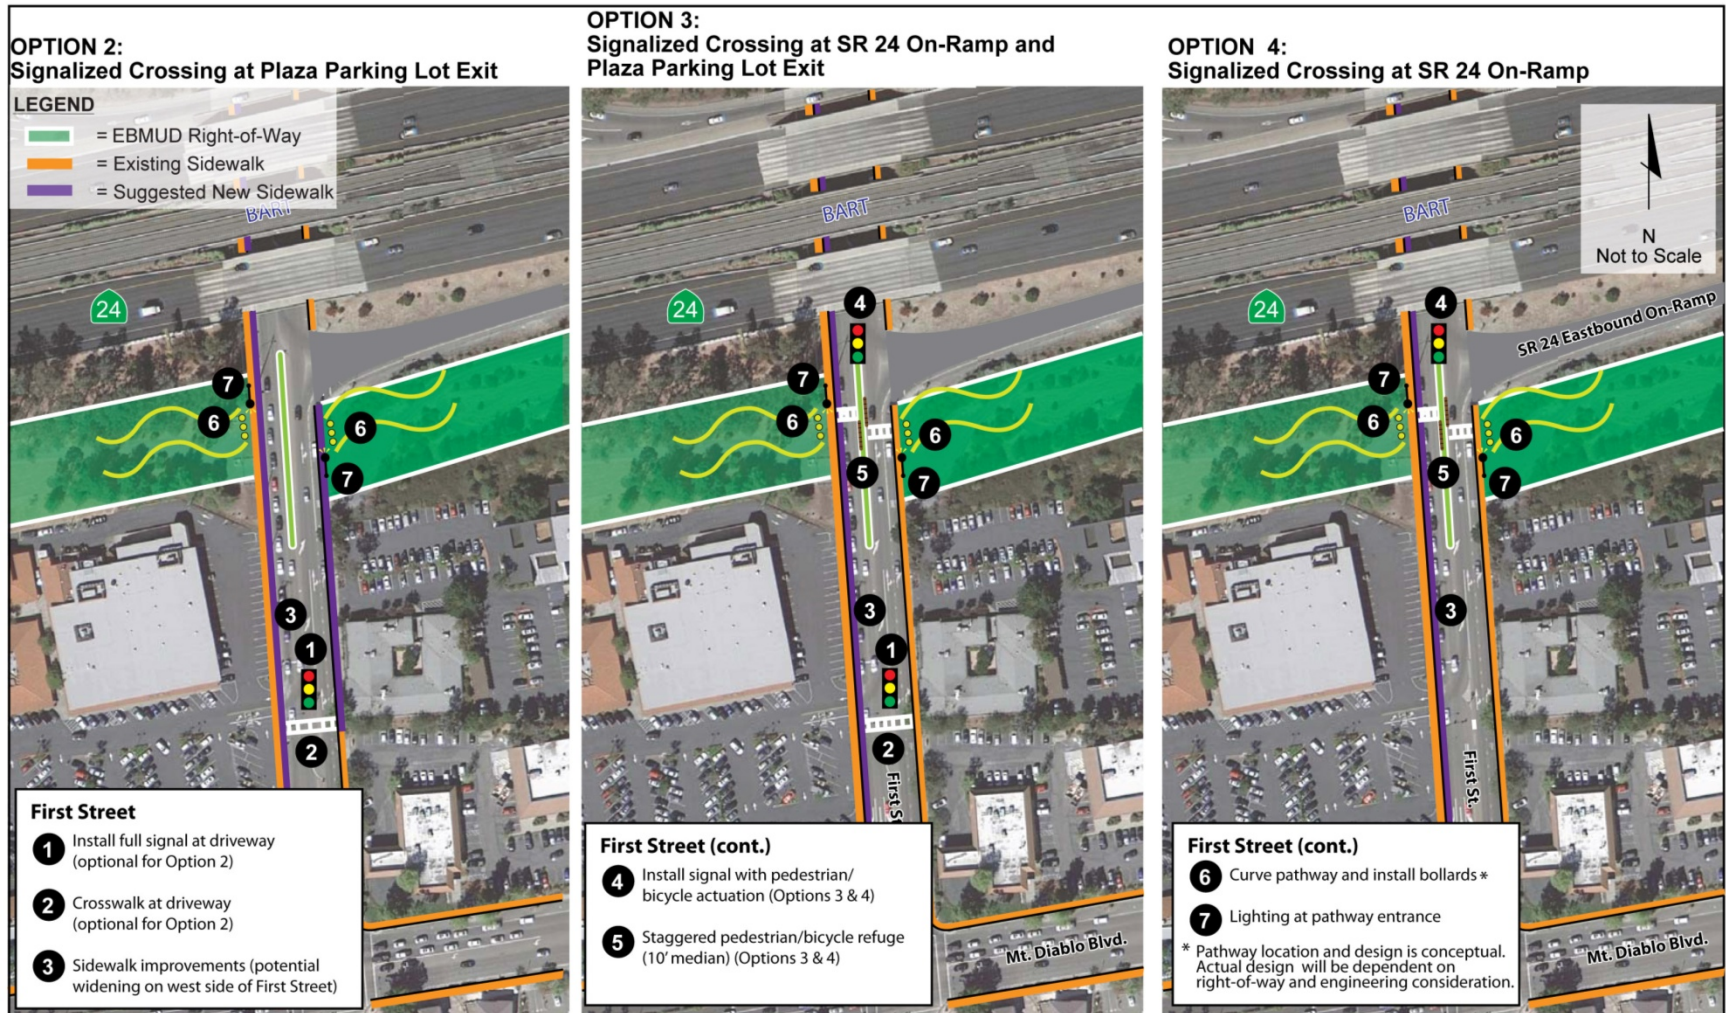 OPTION 2:
Signalized Crossing at Plaza Parking Lot Exit
LEGEND
= EBMUD Right-of-Way
= Existing Sidewalk
= Suggested New Sidewalk
BART
24
7
6
6
7
3
1
2
First Street
1 Install full signal at driveway
(optional for Option 2)
2 Crosswalk at driveway
(optional for Option 2)
3 Sidewalk improvements (potential
widening on west side of First Street)
OPTION 3:
Signalized Crossing at SR 24 On-Ramp and
Plaza Parking Lot Exit
BART
24
4
7
6
6
5
7
3
1
2
First St
Mt. Diablo Blvd.
First Street (cont.)
4 Install signal with pedestrian/
bicycle actuation (Options 3 & 4)
5 Staggered pedestrian/bicycle refuge
(10' median) (Options 3 & 4)
OPTION 4:
Signalized Crossing at SR 24 On-Ramp
N
Not to Scale
BART
24
4
SR 24 Eastbound On-Ramp
7
6
6
5
7
3
First St.
Mt. Diablo Blvd.
First Street (cont.)
6 Curve pathway and install bollards *
7 Lighting at pathway entrance
* Pathway location and design is conceptual.
Actual design will be dependent on
right-of-way and engineering consideration.